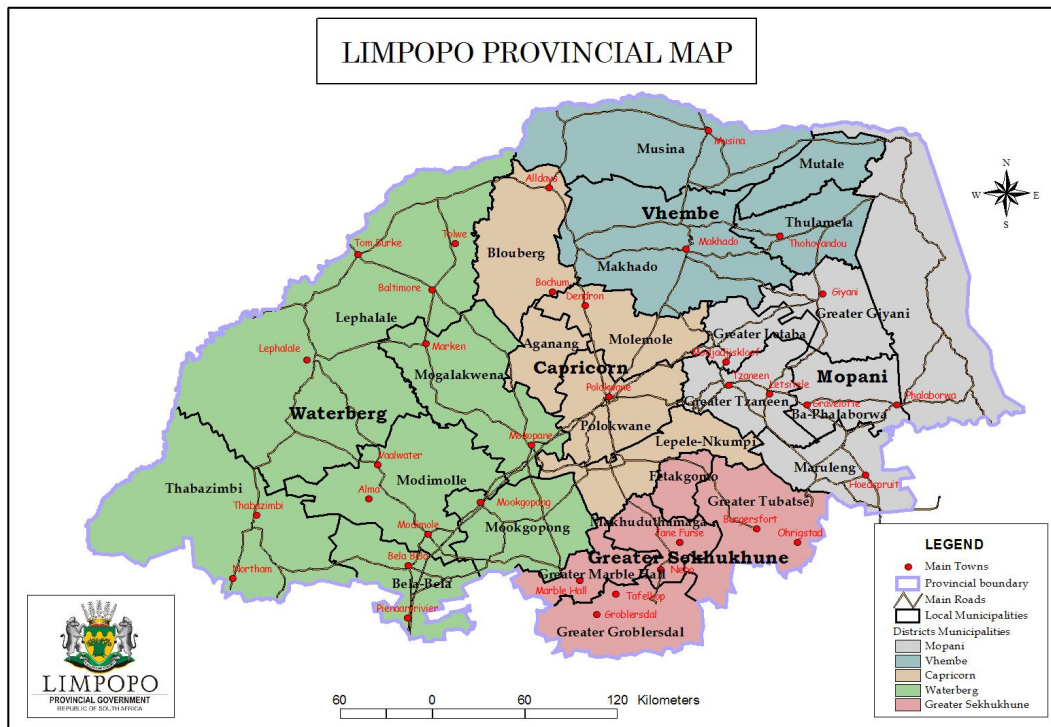 LIMPOPO PROVINCIAL MAP
N
W E
S
Musina
Musina
Mutale
Alldays
Vhembe
Thulamela
Thohoyandou
Tolwe
Makhado
Tom Burke
Blouberg
Makhado
Baltimore
Bochum
Dendron
Giyani
Lephalale
Greater Giyani
Greater Letaba
Molemole
Aganang
Marken
Lephalale
Modjadjiskloof
Capricorn
Mogalakwena
Tzaneen
Mopani
Letsitele
Polokwane
Phalaborwa
Greater Tzaneen
Gravelotte
Waterberg
Ba-Phalaborwa
Polokwane
Mokopane
Lepele-Nkumpi
Vaalwater
Maruleng
Fetakgomo
Hoedspruit
Modimolle
Thabazimbi
Alma
Greater Tubatse
Mookgopong
Thabazimbi
Makhuduthamaga
Mookgopong
Burgersfort
Modimole
Jane Furse
Ohrigstad
Greater Sekhukhune
Bela Bela
Nebo
Northam
Greater Marble Hall
Bela-Bela
Marble Hall
Tafelkop
Pienaarsrivier
Groblersdal
Greater Groblersdal
LEGEND
Main Towns
Provincial boundary
Main Roads
Local Municipalities
Districts Municipalities
Mopani
Vhembe
Capricorn
Waterberg
Greater Sekhukhune
LIMPOPO
PROVINCIAL GOVERNMENT
REPUBLIC OF SOUTH AFRICA
60 0 60 120 Kilometers